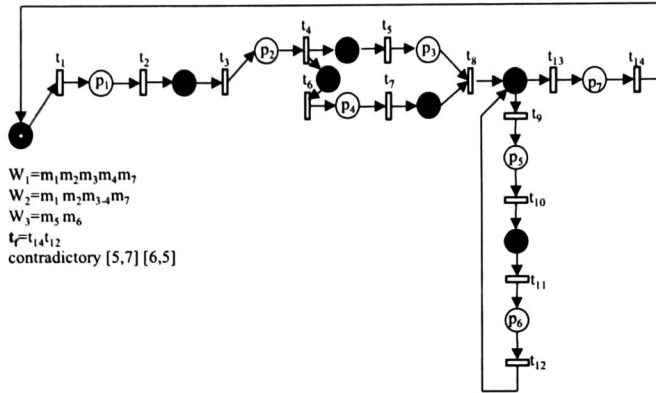 t₄ t₅ t₁₃ t₁₄
t₁ t₂ t₃ p₂ p₃ t₈
p₁ p₇
t₆ t₇
p₄ t₉
p₅
W₁=m₁m₂m₃m₄m₇
W₂=m₁ m₂m₃₋₄m₇
W₃=m₅ m₆
t_f=t₁₄t₁₂
contradictory [5,7] [6,5]
t₁₀
t₁₁
p₆
t₁₂